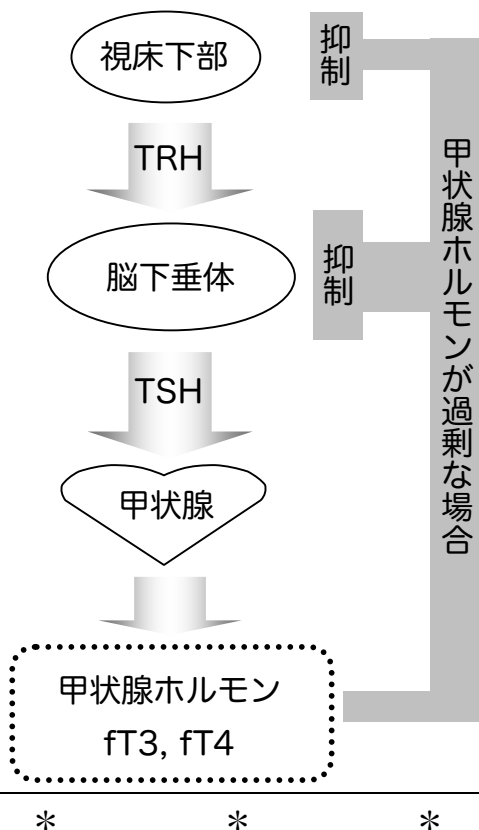 視床下部
抑制
TRH
脳下垂体
抑制
TSH
甲状腺
甲状腺ホルモン
fT3, fT4
甲状腺ホルモンが過剰な場合
＊ ＊ ＊